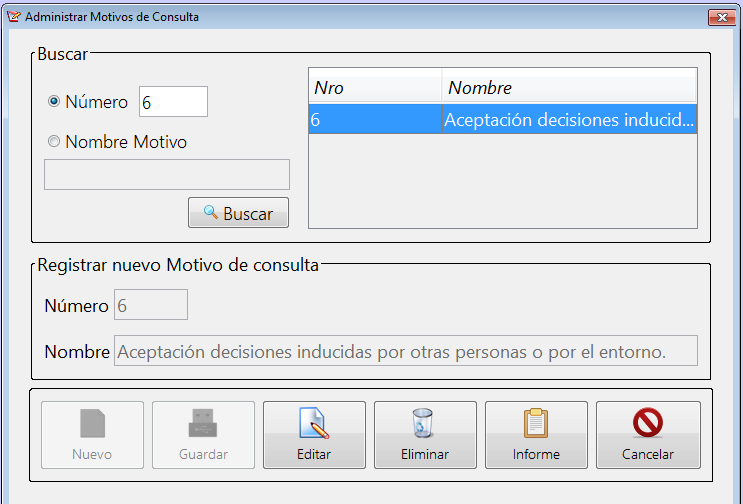 Administrar Motivos de Consulta
Buscar
Número 6
Nombre Motivo
Buscar
Nro Nombre
6 Aceptación decisiones inducid...
Registrar nuevo Motivo de consulta
Número 6
Nombre Aceptación decisiones inducidas por otras personas o por el entorno.
Nuevo Guardar Editar Eliminar Informe Cancelar